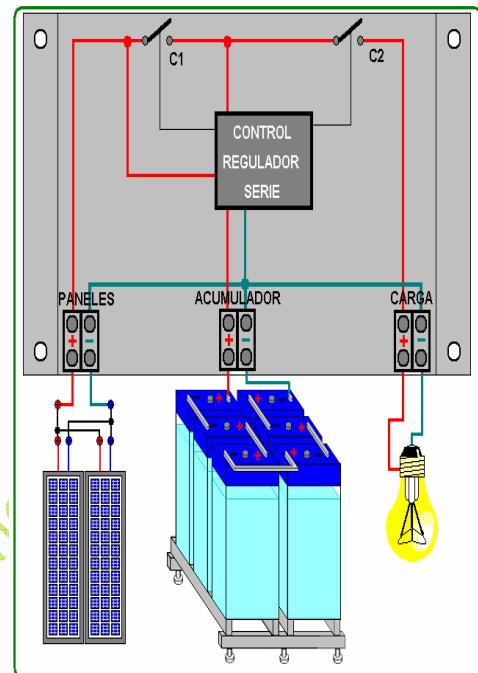 C1
C2
CONTROL
REGULADOR
SERIE
PANELES
ACUMULADOR
CARGA
+ -
+ -
+ -